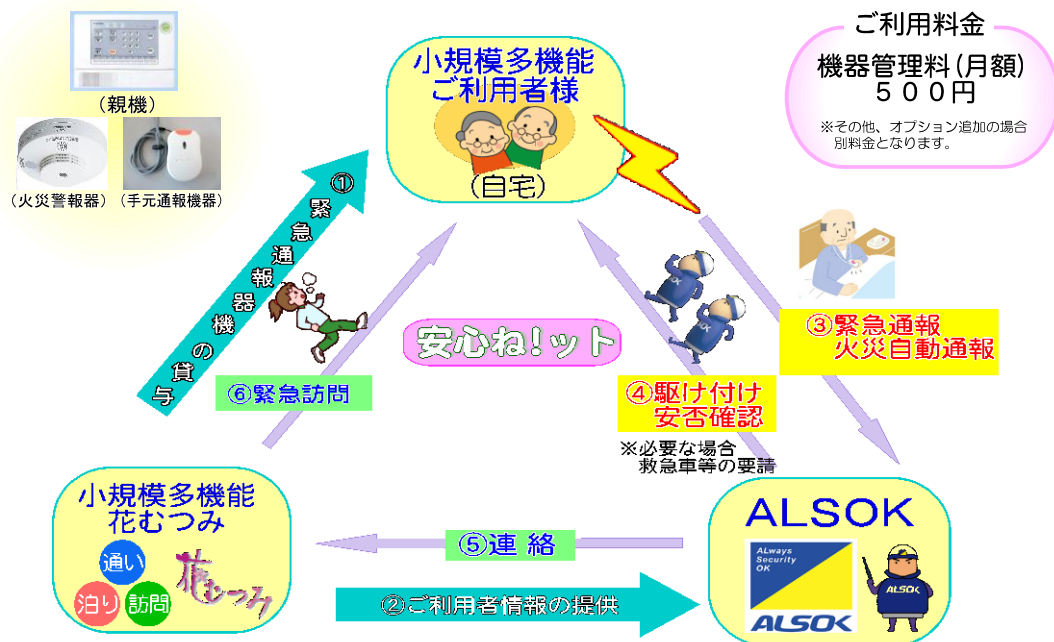 (親機)
(火災警報器)
(手元通報機器)
小規模多機能
ご利用者様
(自宅)
ご利用料金
機器管理料(月額)
５００円
※その他、オプション追加の場合
別料金となります。
①緊急通報機器の貸与
安心ね!ット
③緊急通報
火災自動通報
④駆け付け
安否確認
※必要な場合
救急車等の要請
⑥緊急訪問
小規模多機能
花むつみ
通い
泊り
訪問
花むつみ
⑤連絡
②ご利用者情報の提供
ALSOK
ALways
Security
OK
ALSOK
ALSOK